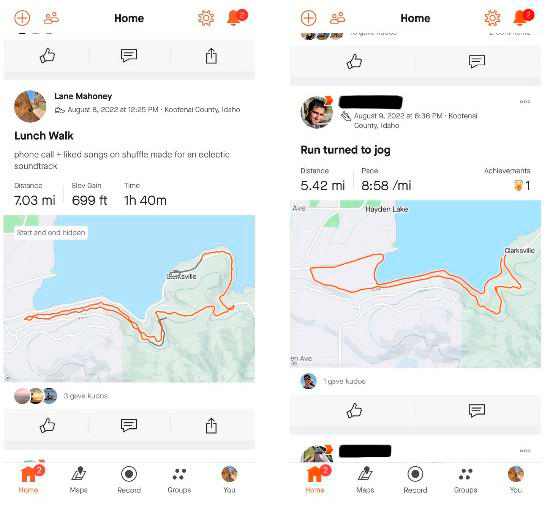 Home
2
Lane Mahoney
August 8, 2022 at 12:25 PM · Kootenai County, Idaho
Lunch Walk
phone call + liked songs on shuffle made for an eclectic
soundtrack
Distance Elev Gain Time
7.03 mi 699 ft 1h 40m
Start and end hidden
Clarksville
3 gave kudos
2
Home Maps Record Groups You
Home
2
August 9, 2022 at 6:36 PM · Kootenai
County, Idaho
Run turned to jog
Distance Pace Achievements
5.42 mi 8:58 /mi 1
Ave
Hayden Lake
Clarksville
en Ave
1 gave kudos
2
Home Maps Record Groups You